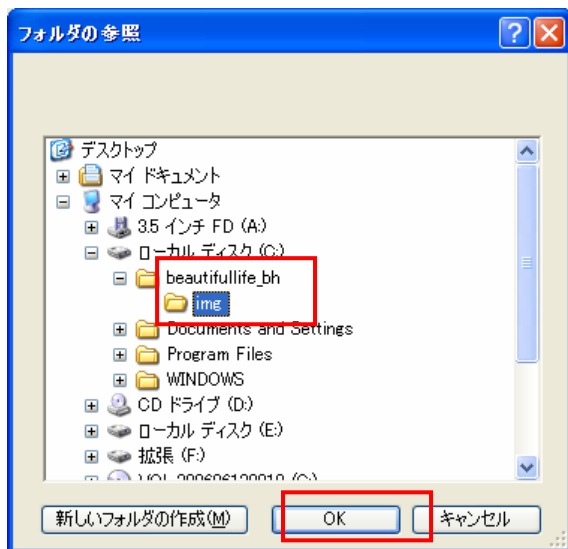 フォルダの参照
デスクトップ
マイ ドキュメント
マイ コンピュータ
3.5 インチ FD (A:)
ローカル ディスク (C:)
beautifullife_bh
img
Documents and Settings
Program Files
WINDOWS
CD ドライブ (D:)
ローカル ディスク (E:)
拡張 (F:)
新しいフォルダの作成(M) OK キャンセル